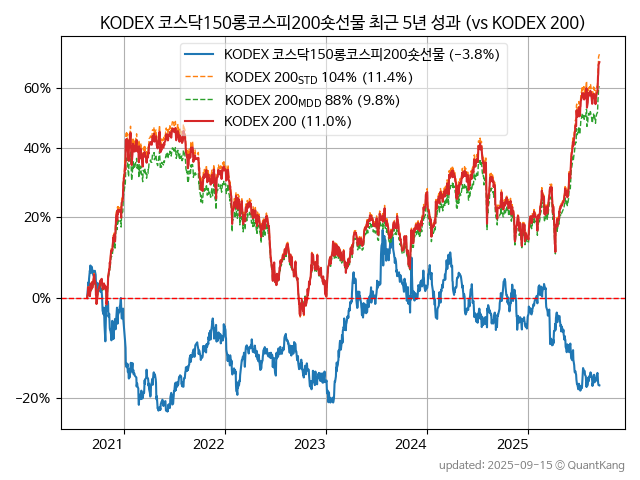 KODEX 코스닥150롱코스피200숏선물 최근 5년 성과 (vs KODEX 200)
KODEX 코스닥150롱코스피200숏선물 (−3.8%)
KODEX 200STD 104% (11.4%)
KODEX 200MDD 88% (9.8%)
KODEX 200 (11.0%)
60%
40%
20%
0%
−20%
2021
2022
2023
2024
2025
updated: 2025-09-15 © QuantKang